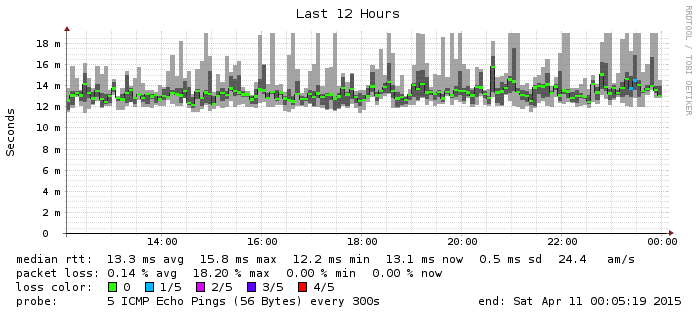 Last 12 Hours
RRDTOOL / TOBI OETIKER
Seconds
18 m
16 m
14 m
12 m
10 m
8 m
6 m
4 m
2 m
0
14:00 16:00 18:00 20:00 22:00 00:00
median rtt: 13.3 ms avg 15.8 ms max 12.2 ms min 13.1 ms now 0.5 ms sd 24.4 am/s
packet loss: 0.14 % avg 18.20 % max 0.00 % min 0.00 % now
loss color: 0 1/5 2/5 3/5 4/5
probe: 5 ICMP Echo Pings (56 Bytes) every 300s end: Sat Apr 11 00:05:19 2015